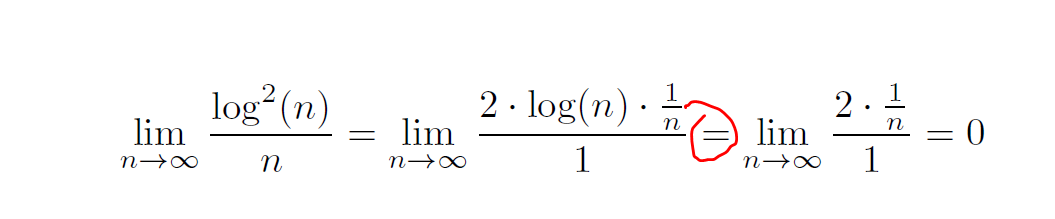 lim_{n→∞} log²(n)/n = lim_{n→∞} (2 · log(n) · 1/n)/1 = lim_{n→∞} (2 · 1/n)/1 = 0